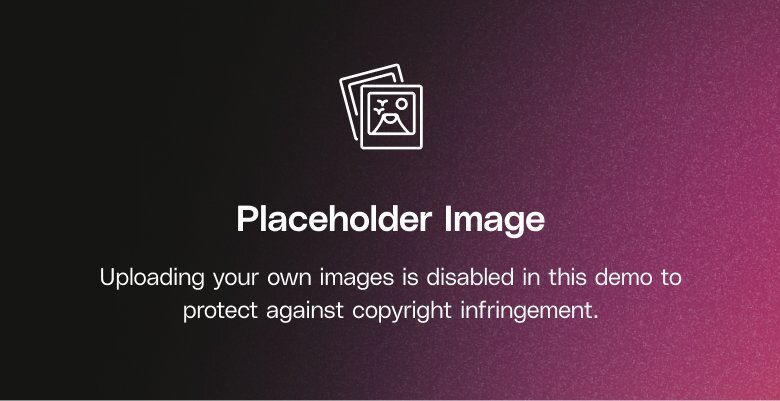 Placeholder Image
Uploading your own images is disabled in this demo to
protect against copyright infringement.